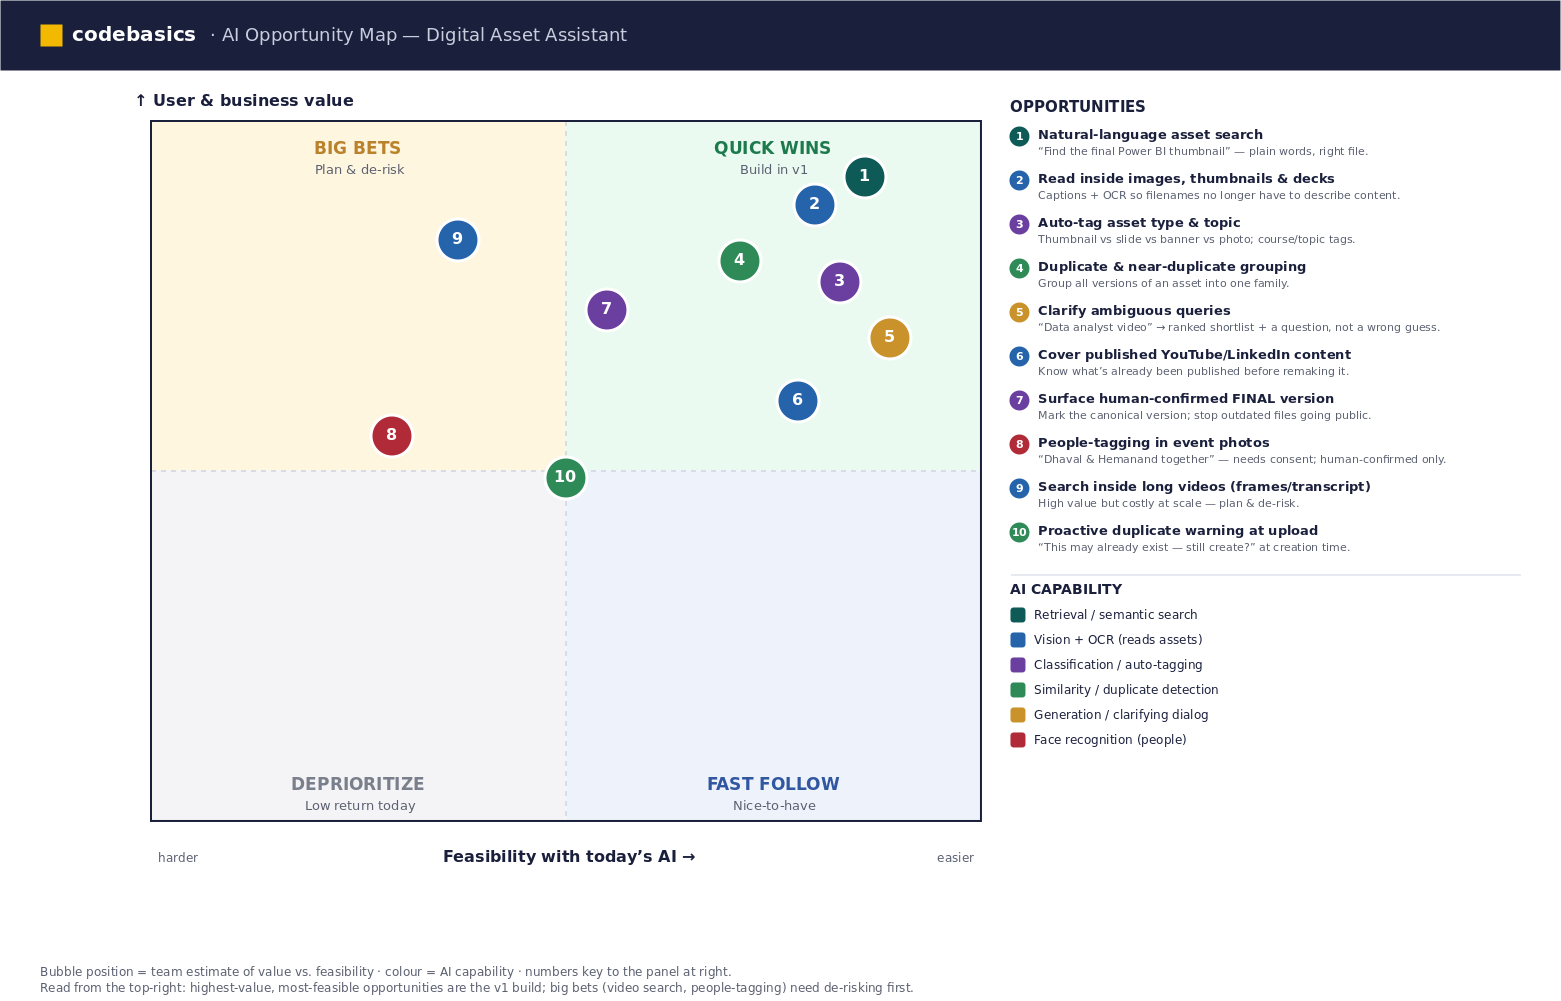 codebasics · AI Opportunity Map — Digital Asset Assistant
↑ User & business value
BIG BETS
Plan & de-risk
QUICK WINS
Build in v1
1
2
9
4
3
7
5
6
8
10
DEPRIORITIZE
Low return today
FAST FOLLOW
Nice-to-have
harder
Feasibility with today’s AI →
easier
OPPORTUNITIES
1 Natural-language asset search
“Find the final Power BI thumbnail” — plain words, right file.
2 Read inside images, thumbnails & decks
Captions + OCR so filenames no longer have to describe content.
3 Auto-tag asset type & topic
Thumbnail vs slide vs banner vs photo; course/topic tags.
4 Duplicate & near-duplicate grouping
Group all versions of an asset into one family.
5 Clarify ambiguous queries
“Data analyst video” → ranked shortlist + a question, not a wrong guess.
6 Cover published YouTube/LinkedIn content
Know what’s already been published before remaking it.
7 Surface human-confirmed FINAL version
Mark the canonical version; stop outdated files going public.
8 People-tagging in event photos
“Dhaval & Hemanand together” — needs consent; human-confirmed only.
9 Search inside long videos (frames/transcript)
High value but costly at scale — plan & de-risk.
10 Proactive duplicate warning at upload
“This may already exist — still create?” at creation time.
AI CAPABILITY
Retrieval / semantic search
Vision + OCR (reads assets)
Classification / auto-tagging
Similarity / duplicate detection
Generation / clarifying dialog
Face recognition (people)
Bubble position = team estimate of value vs. feasibility · colour = AI capability · numbers key to the panel at right.
Read from the top-right: highest-value, most-feasible opportunities are the v1 build; big bets (video search, people-tagging) need de-risking first.